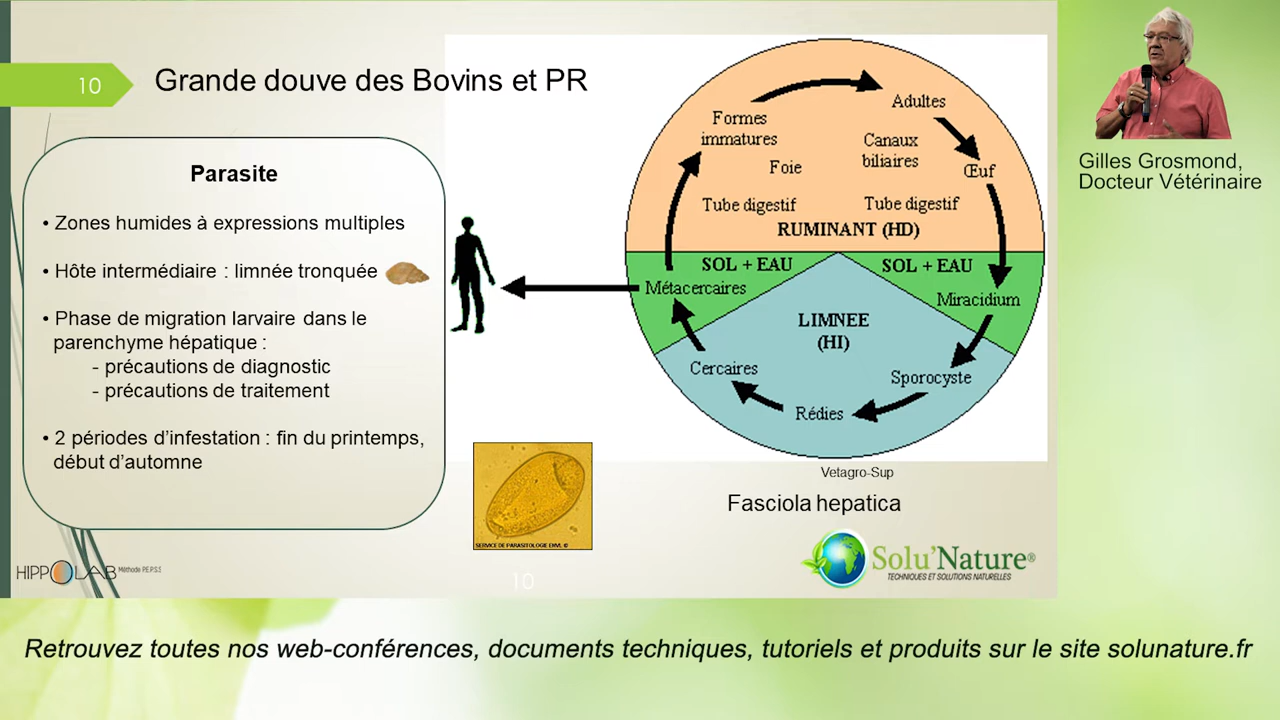 10
Grande douve des Bovins et PR
Parasite
• Zones humides à expressions multiples
• Hôte intermédiaire : limnée tronquée
• Phase de migration larvaire dans le
parenchyme hépatique :
- précautions de diagnostic
- précautions de traitement
• 2 périodes d'infestation : fin du printemps,
début d'automne
Formes
immatures
Adultes
Canaux
biliaires
Foie
Œuf
Tube digestif
Tube digestif
RUMINANT (HD)
SOL + EAU
SOL + EAU
Métacercaires
Miracidium
LIMNEE
(HI)
Cercaires
Sporocyste
Rédies
Vetagro-Sup
Fasciola hepatica
SERVICE DE PARASITOLOGIE ENVL ©
HIPPOLAB Méthode P.E.P.S.S
10
Solu'Nature®
TECHNIQUES ET SOLUTIONS NATURELLES
Gilles Grosmond,
Docteur Vétérinaire
Retrouvez toutes nos web-conférences, documents techniques, tutoriels et produits sur le site solunature.fr